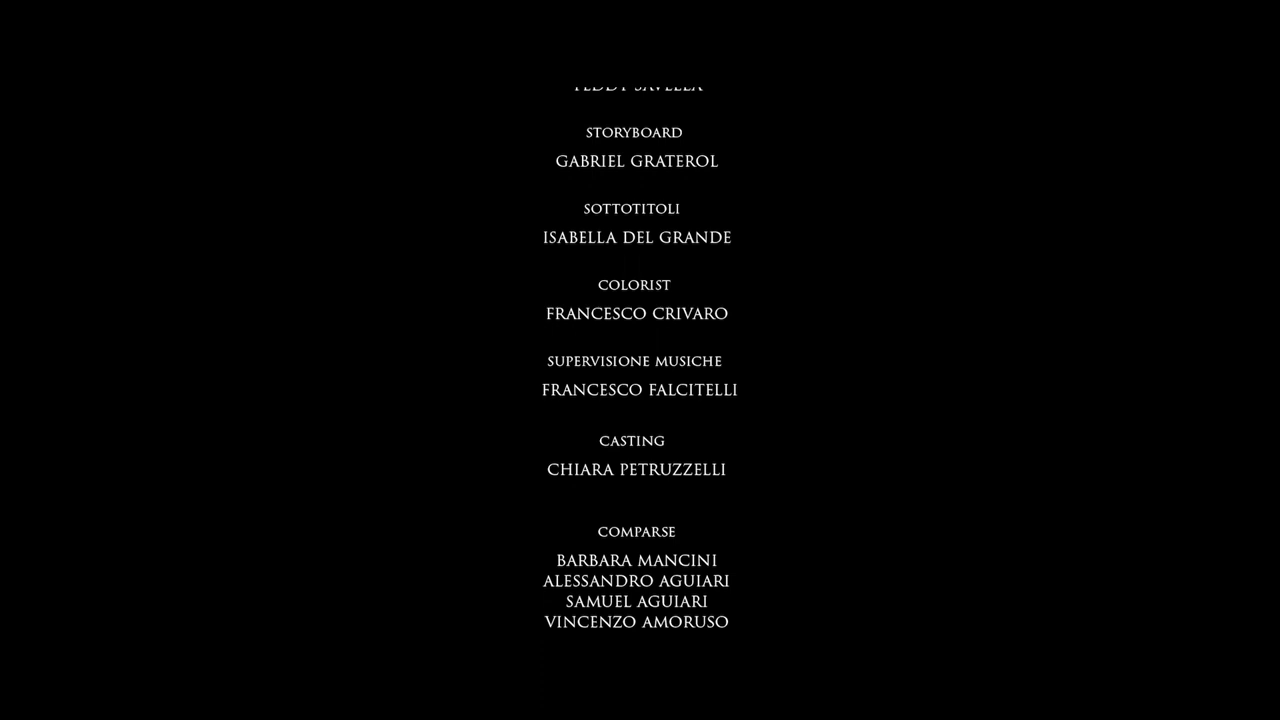 STORYBOARD
GABRIEL GRATEROL
SOTTOTITOLI
ISABELLA DEL GRANDE
COLORIST
FRANCESCO CRIVARO
SUPERVISIONE MUSICHE
FRANCESCO FALCITELLI
CASTING
CHIARA PETRUZZELLI
COMPARSE
BARBARA MANCINI
ALESSANDRO AGUIARI
SAMUEL AGUIARI
VINCENZO AMORUSO